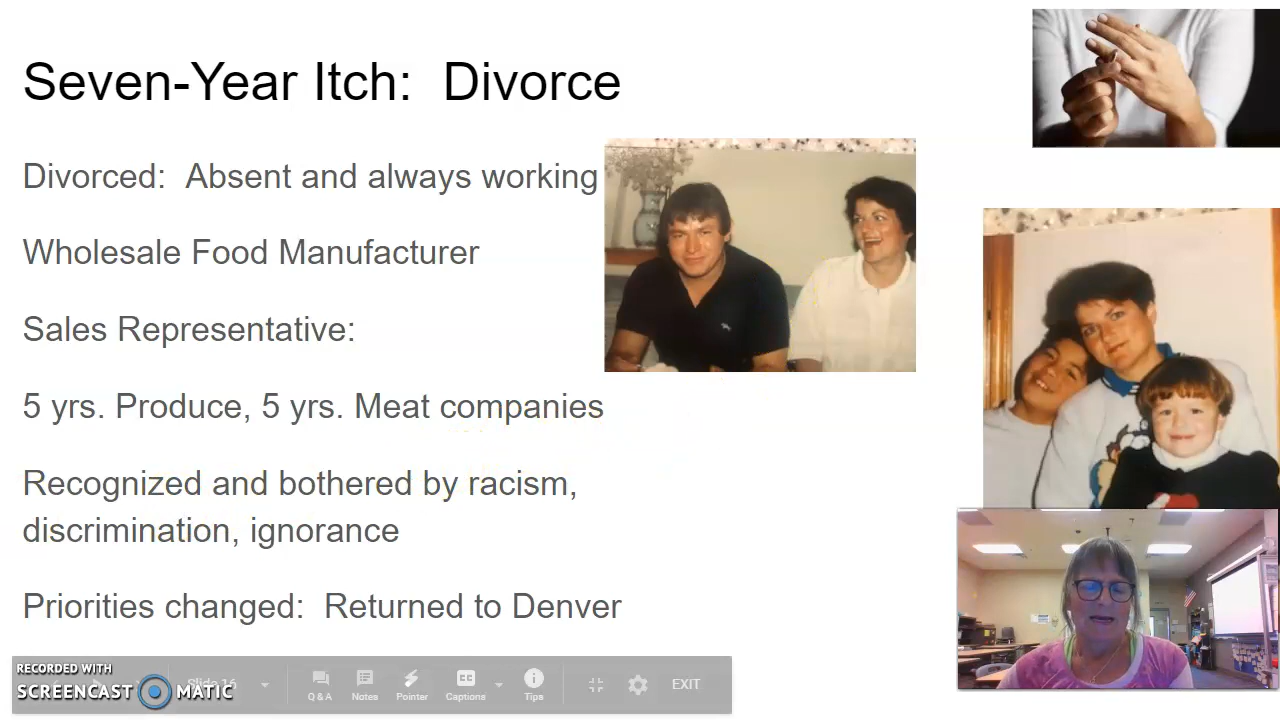 Seven-Year Itch:  Divorce
Divorced:  Absent and always working
Wholesale Food Manufacturer
Sales Representative:
5 yrs. Produce, 5 yrs. Meat companies
Recognized and bothered by racism,
discrimination, ignorance
Priorities changed:  Returned to Denver
RECORDED WITH
SCREENCAST MATIC
Slide 16
Q & A
Notes
Pointer
Captions
Tips
EXIT